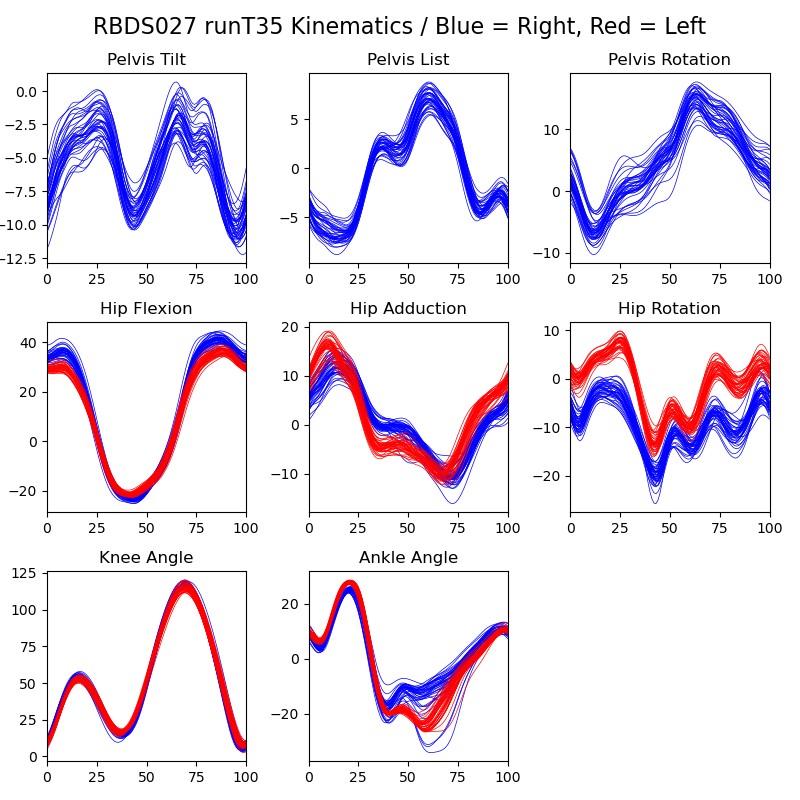 RBDS027 runT35 Kinematics / Blue = Right, Red = Left
Pelvis Tilt
Pelvis List
Pelvis Rotation
0.0
−2.5
−5.0
−7.5
−10.0
−12.5
0 25 50 75 100
5
0
−5
0 25 50 75 100
10
0
−10
0 25 50 75 100
Hip Flexion
Hip Adduction
Hip Rotation
40
20
0
−20
0 25 50 75 100
20
10
0
−10
0 25 50 75 100
10
0
−10
−20
0 25 50 75 100
Knee Angle
Ankle Angle
125
100
75
50
25
0
0 25 50 75 100
20
0
−20
0 25 50 75 100